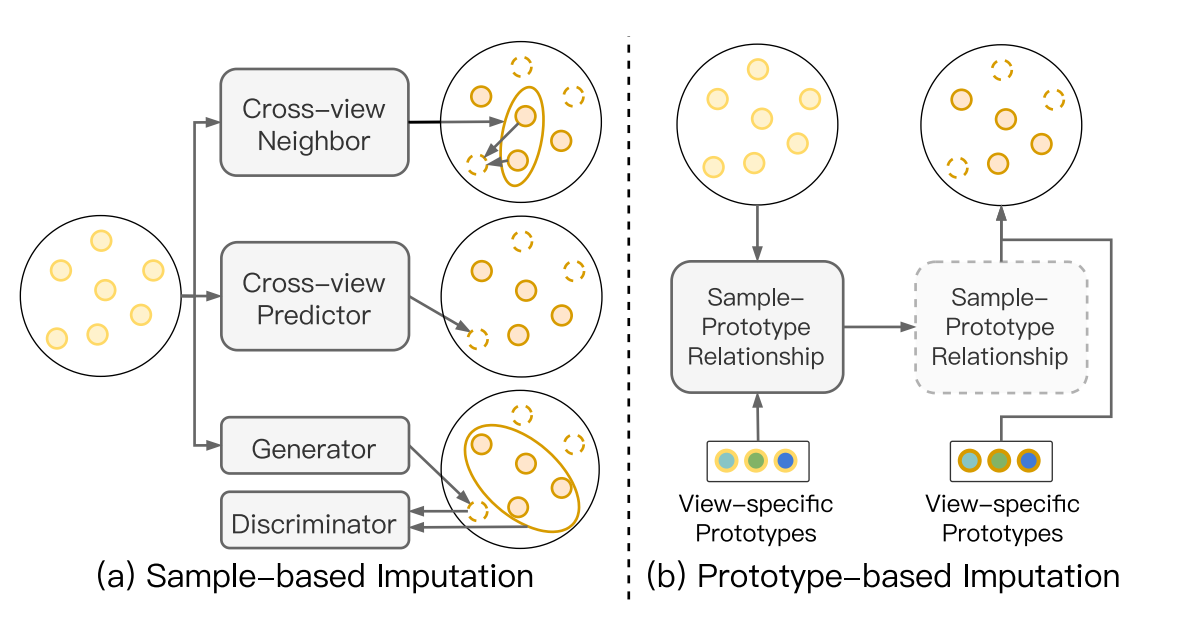 Cross-view
Neighbor
Cross-view
Predictor
Generator
Discriminator
(a) Sample-based Imputation
Sample-
Prototype
Relationship
Sample-
Prototype
Relationship
View-specific
Prototypes
View-specific
Prototypes
(b) Prototype-based Imputation